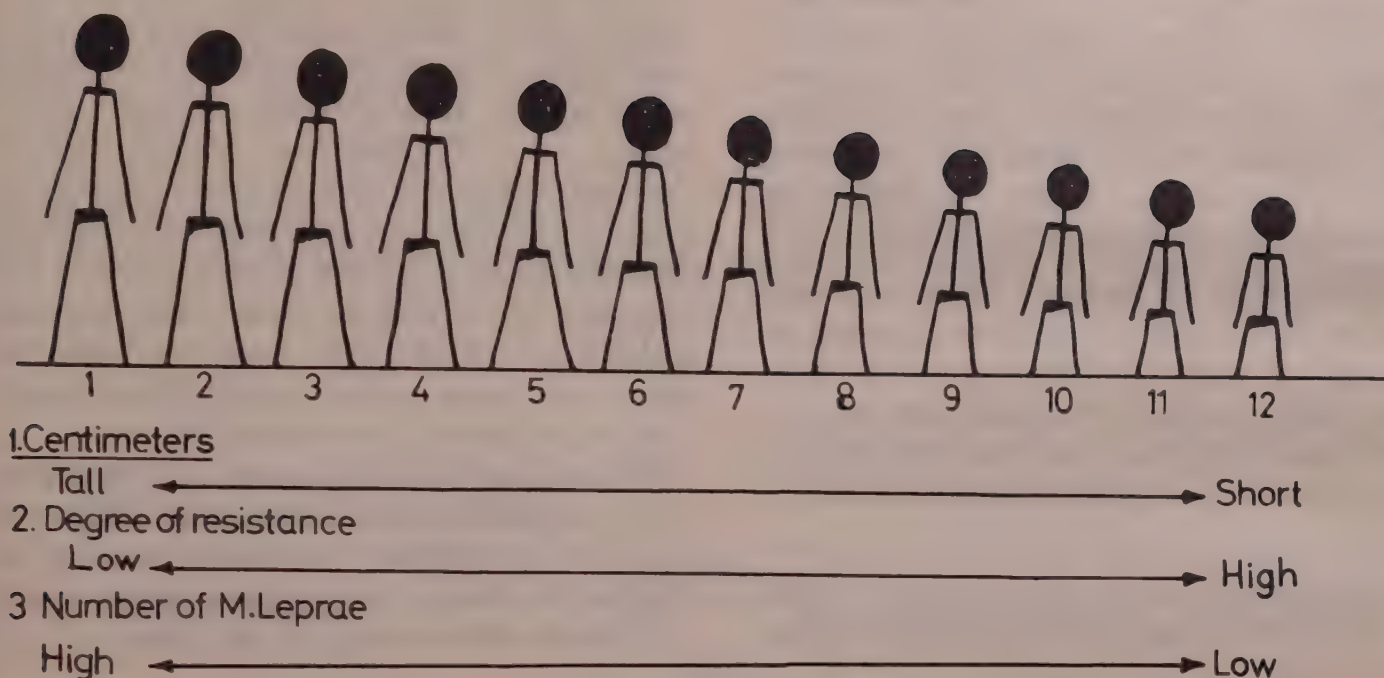 1 2 3 4 5 6 7 8 9 10 11 12
1.Centimeters
Tall Short
2. Degree of resistance
Low High
3 Number of M.Leprae
High Low